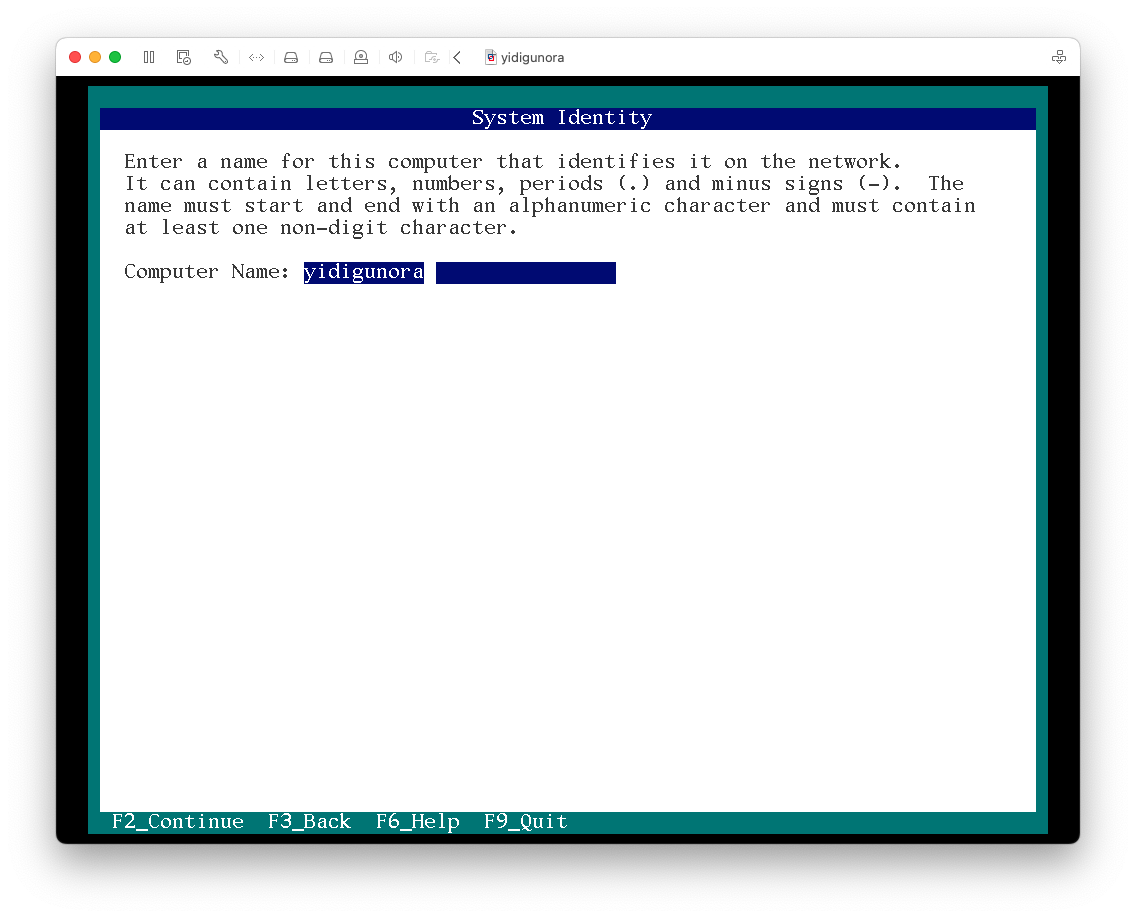 yidigunora
System Identity
Enter a name for this computer that identifies it on the network.
It can contain letters, numbers, periods (.) and minus signs (-).  The
name must start and end with an alphanumeric character and must contain
at least one non-digit character.
Computer Name: yidigunora
F2_Continue  F3_Back  F6_Help  F9_Quit